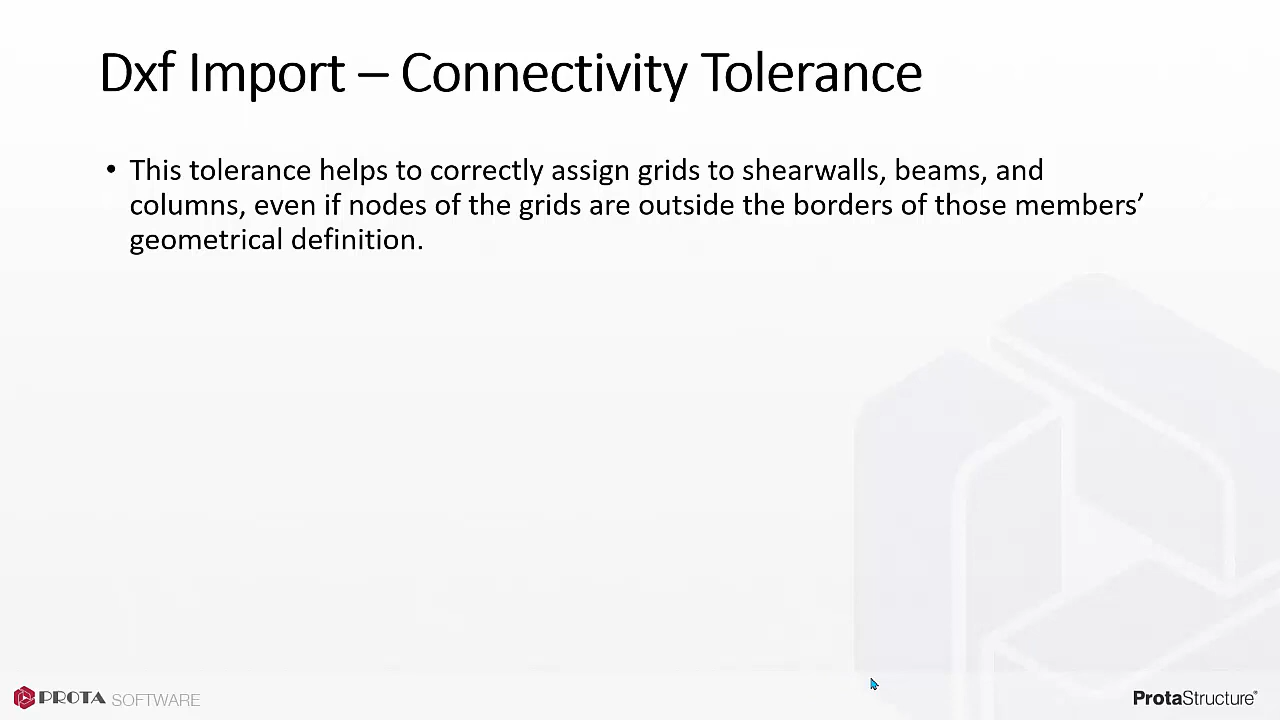 Dxf Import – Connectivity Tolerance
• This tolerance helps to correctly assign grids to shearwalls, beams, and
columns, even if nodes of the grids are outside the borders of those members’
geometrical definition.
PROTA SOFTWARE
ProtaStructure®